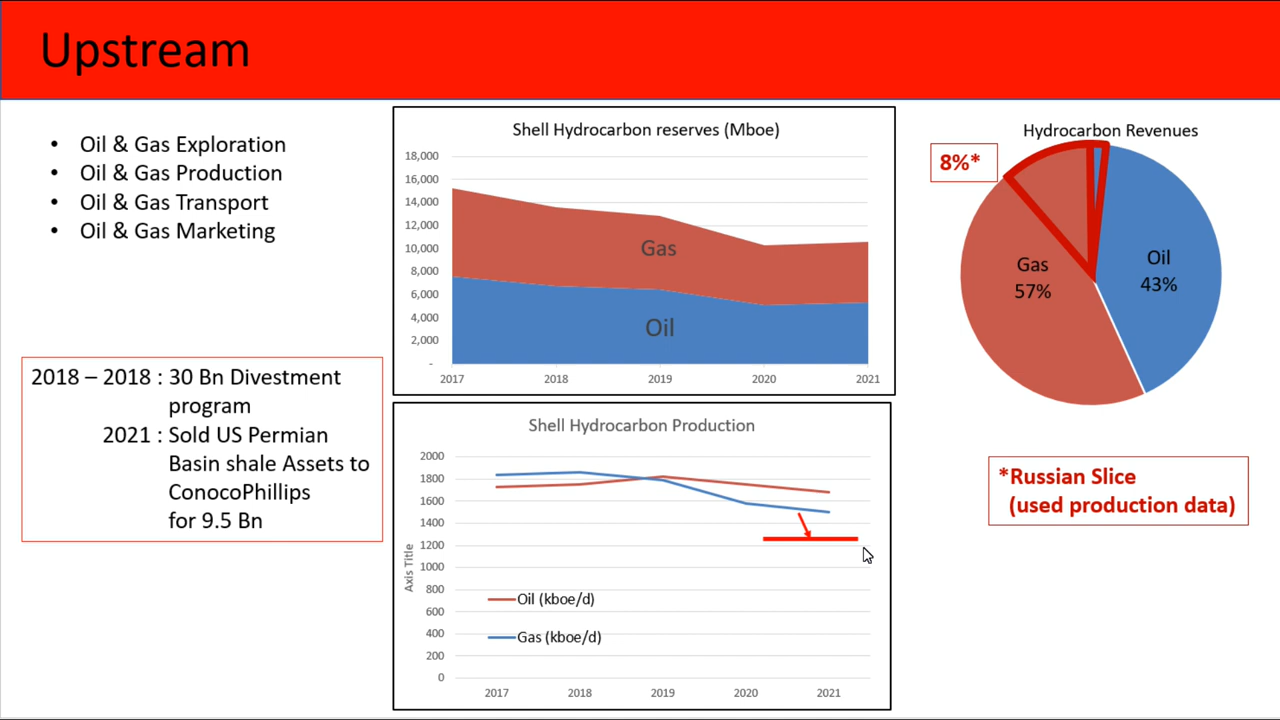 Upstream
• Oil & Gas Exploration
• Oil & Gas Production
• Oil & Gas Transport
• Oil & Gas Marketing
2018 – 2018 : 30 Bn Divestment
program
2021 : Sold US Permian
Basin shale Assets to
ConocoPhillips
for 9.5 Bn
Shell Hydrocarbon reserves (Mboe)
18,000
16,000
14,000
12,000
10,000
8,000
6,000
4,000
2,000
-
Gas
Oil
2017 2018 2019 2020 2021
Shell Hydrocarbon Production
2000
1800
1600
1400
1200
1000
800
600
400
200
0
Axis Title
Oil (kboe/d)
Gas (kboe/d)
2017 2018 2019 2020 2021
Hydrocarbon Revenues
8%*
Gas
57%
Oil
43%
*Russian Slice
(used production data)